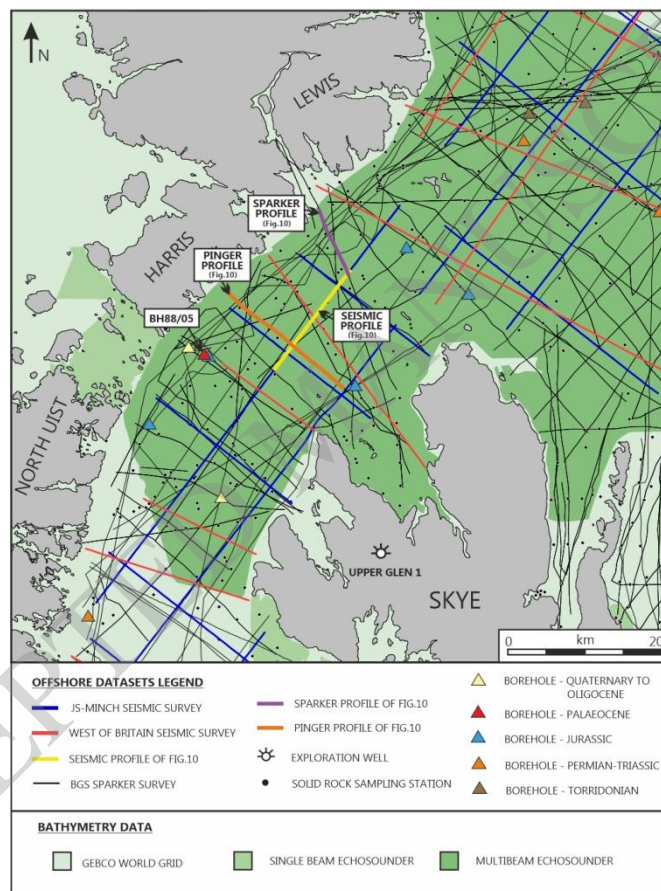 N
LEWIS
SPARKER
PROFILE
(Fig.10)
HARRIS
PINGER
PROFILE
(Fig.10)
BH88/05
SEISMIC
PROFILE
(Fig.10)
NORTH UIST
UPPER GLEN 1
SKYE
0 km 20
OFFSHORE DATASETS LEGEND
JS-MINCH SEISMIC SURVEY
WEST OF BRITAIN SEISMIC SURVEY
SEISMIC PROFILE OF FIG.10
BGS SPARKER SURVEY
SPARKER PROFILE OF FIG.10
PINGER PROFILE OF FIG.10
EXPLORATION WELL
SOLID ROCK SAMPLING STATION
BOREHOLE - QUATERNARY TO
OLIGOCENE
BOREHOLE - PALAEOCENE
BOREHOLE - JURASSIC
BOREHOLE - PERMIAN-TRIASSIC
BOREHOLE - TORRIDONIAN
BATHYMETRY DATA
GEBCO WORLD GRID
SINGLE BEAM ECHOSOUNDER
MULTIBEAM ECHOSOUNDER